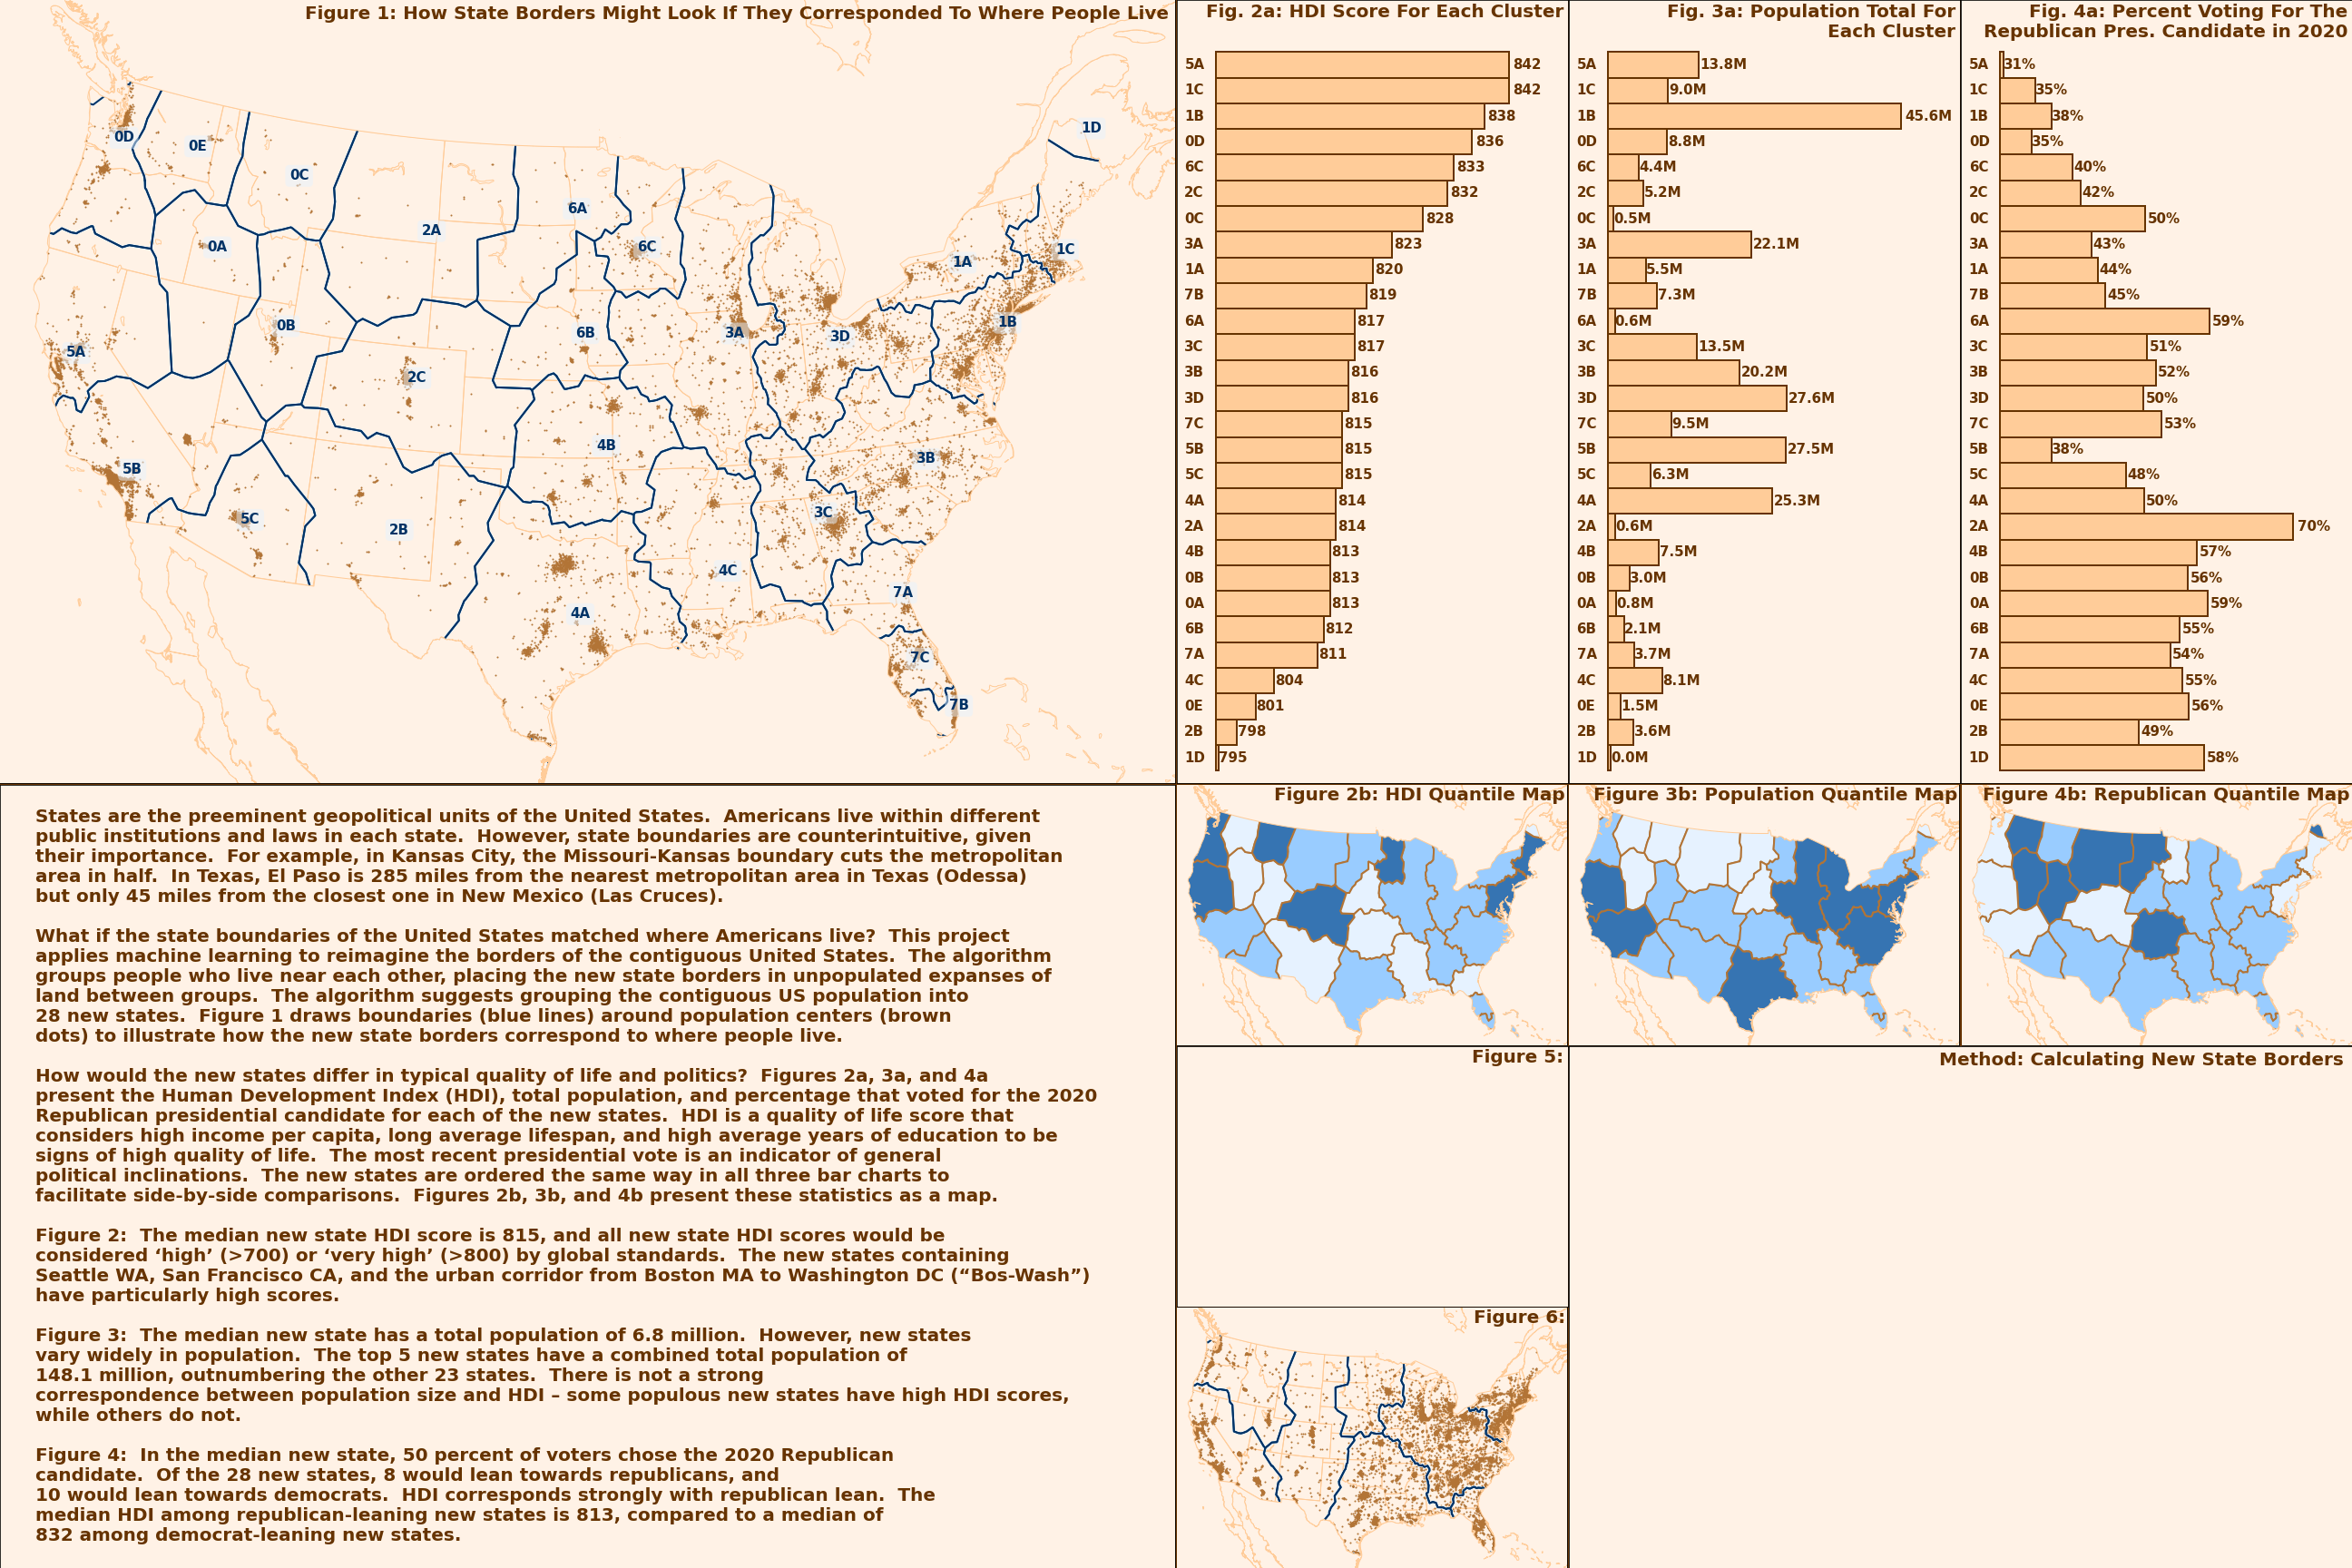 Figure 1: How State Borders Might Look If They Corresponded To Where People Live
0D
0E
0C
1D
6A
2A
0A
6C
1C
1A
0B
6B
3A
3D
1B
5A
2C
5B
4B
3B
5C
2B
3C
4C
7A
4A
7C
7B
Fig. 2a: HDI Score For Each Cluster
5A 842
1C 842
1B 838
0D 836
6C 833
2C 832
0C 828
3A 823
1A 820
7B 819
6A 817
3C 817
3B 816
3D 816
7C 815
5B 815
5C 815
4A 814
2A 814
4B 813
0B 813
0A 813
6B 812
7A 811
4C 804
0E 801
2B 798
1D 795
Fig. 3a: Population Total For
Each Cluster
5A 13.8M
1C 9.0M
1B 45.6M
0D 8.8M
6C 4.4M
2C 5.2M
0C 0.5M
3A 22.1M
1A 5.5M
7B 7.3M
6A 0.6M
3C 13.5M
3B 20.2M
3D 27.6M
7C 9.5M
5B 27.5M
5C 6.3M
4A 25.3M
2A 0.6M
4B 7.5M
0B 3.0M
0A 0.8M
6B 2.1M
7A 3.7M
4C 8.1M
0E 1.5M
2B 3.6M
1D 0.0M
Fig. 4a: Percent Voting For The
Republican Pres. Candidate in 2020
5A 31%
1C 35%
1B 38%
0D 35%
6C 40%
2C 42%
0C 50%
3A 43%
1A 44%
7B 45%
6A 59%
3C 51%
3B 52%
3D 50%
7C 53%
5B 38%
5C 48%
4A 50%
2A 70%
4B 57%
0B 56%
0A 59%
6B 55%
7A 54%
4C 55%
0E 56%
2B 49%
1D 58%
States are the preeminent geopolitical units of the United States.  Americans live within different
public institutions and laws in each state.  However, state boundaries are counterintuitive, given
their importance.  For example, in Kansas City, the Missouri-Kansas boundary cuts the metropolitan
area in half.  In Texas, El Paso is 285 miles from the nearest metropolitan area in Texas (Odessa)
but only 45 miles from the closest one in New Mexico (Las Cruces).
What if the state boundaries of the United States matched where Americans live?  This project
applies machine learning to reimagine the borders of the contiguous United States.  The algorithm
groups people who live near each other, placing the new state borders in unpopulated expanses of
land between groups.  The algorithm suggests grouping the contiguous US population into
28 new states.  Figure 1 draws boundaries (blue lines) around population centers (brown
dots) to illustrate how the new state borders correspond to where people live.
How would the new states differ in typical quality of life and politics?  Figures 2a, 3a, and 4a
present the Human Development Index (HDI), total population, and percentage that voted for the 2020
Republican presidential candidate for each of the new states.  HDI is a quality of life score that
considers high income per capita, long average lifespan, and high average years of education to be
signs of high quality of life.  The most recent presidential vote is an indicator of general
political inclinations.  The new states are ordered the same way in all three bar charts to
facilitate side-by-side comparisons.  Figures 2b, 3b, and 4b present these statistics as a map.
Figure 2:  The median new state HDI score is 815, and all new state HDI scores would be
considered ‘high’ (>700) or ‘very high’ (>800) by global standards.  The new states containing
Seattle WA, San Francisco CA, and the urban corridor from Boston MA to Washington DC (“Bos-Wash”)
have particularly high scores.
Figure 3:  The median new state has a total population of 6.8 million.  However, new states
vary widely in population.  The top 5 new states have a combined total population of
148.1 million, outnumbering the other 23 states.  There is not a strong
correspondence between population size and HDI – some populous new states have high HDI scores,
while others do not.
Figure 4:  In the median new state, 50 percent of voters chose the 2020 Republican
candidate.  Of the 28 new states, 8 would lean towards republicans, and
10 would lean towards democrats.  HDI corresponds strongly with republican lean.  The
median HDI among republican-leaning new states is 813, compared to a median of
832 among democrat-leaning new states.
Figure 2b: HDI Quantile Map
Figure 3b: Population Quantile Map
Figure 4b: Republican Quantile Map
Figure 5:
Method: Calculating New State Borders
Figure 6: